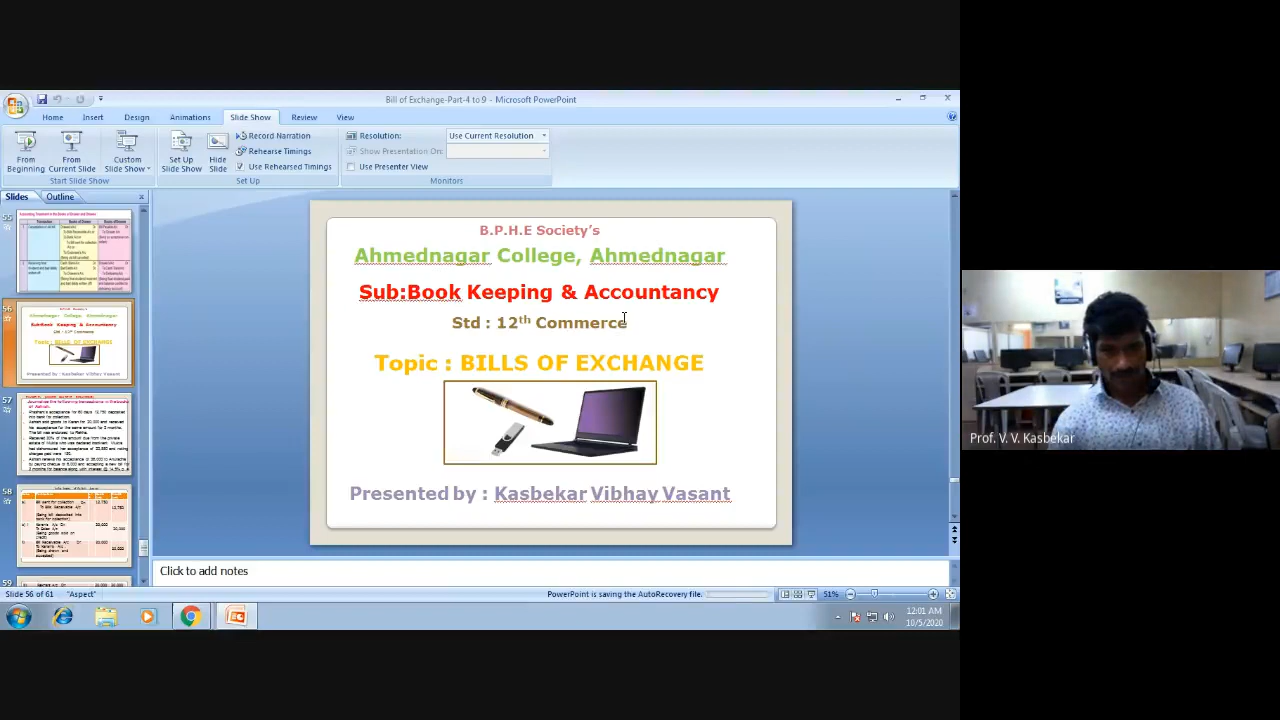 Bill of Exchange-Part-4 to 9 - Microsoft PowerPoint
Home Insert Design Animations Slide Show Review View
From Beginning
From Current Slide
Custom Slide Show
Start Slide Show
Set Up Slide Show
Hide Slide
Record Narration
Rehearse Timings
Use Rehearsed Timings
Set Up
Resolution: Use Current Resolution
Show Presentation On:
Use Presenter View
Monitors
Slides Outline
55
56
57
58
59
B.P.H.E Society's
Ahmednagar College, Ahmednagar
Sub:Book Keeping & Accountancy
Std : 12th Commerce
Topic : BILLS OF EXCHANGE
Presented by : Kasbekar Vibhay Vasant
Click to add notes
Slide 56 of 61 "Aspect" PowerPoint is saving the AutoRecovery file. 51%
12:01 AM
10/5/2020
Prof. V. V. Kasbekar